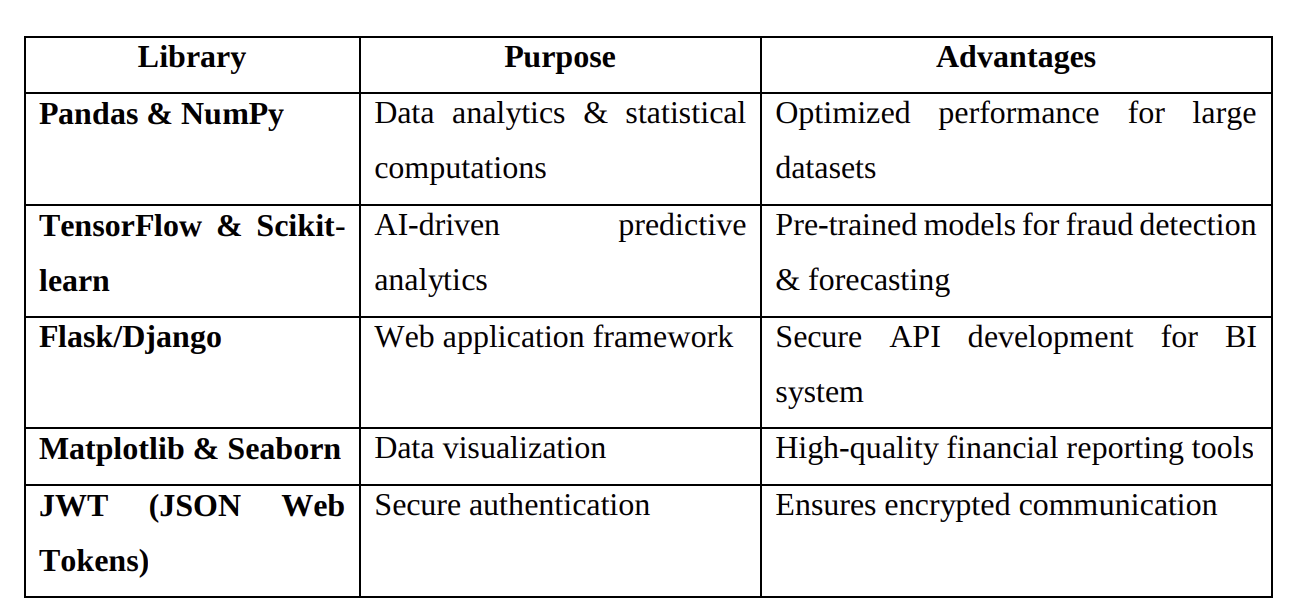 Library Purpose Advantages
Pandas & NumPy Data analytics & statistical Optimized performance for large
computations datasets
TensorFlow & Scikit- AI-driven predictive Pre-trained models for fraud detection
learn analytics & forecasting
Flask/Django Web application framework Secure API development for BI
system
Matplotlib & Seaborn Data visualization High-quality financial reporting tools
JWT (JSON Web Secure authentication Ensures encrypted communication
Tokens)